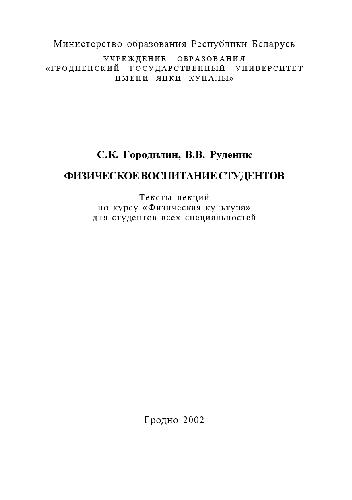 Министерство образования Республики Беларусь
УЧРЕЖДЕНИЕ ОБРАЗОВАНИЯ
«ГРОДНЕНСКИЙ ГОСУДАРСТВЕННЫЙ УНИВЕРСИТЕТ
ИМЕНИ ЯНКИ КУПАЛЫ»
С.К. Городилин, В.В. Руденик
ФИЗИЧЕСКОЕ ВОСПИТАНИЕ СТУДЕНТОВ
Тексты лекций
по курсу «Физическая культура»
для студентов всех специальностей
Гродно 2002